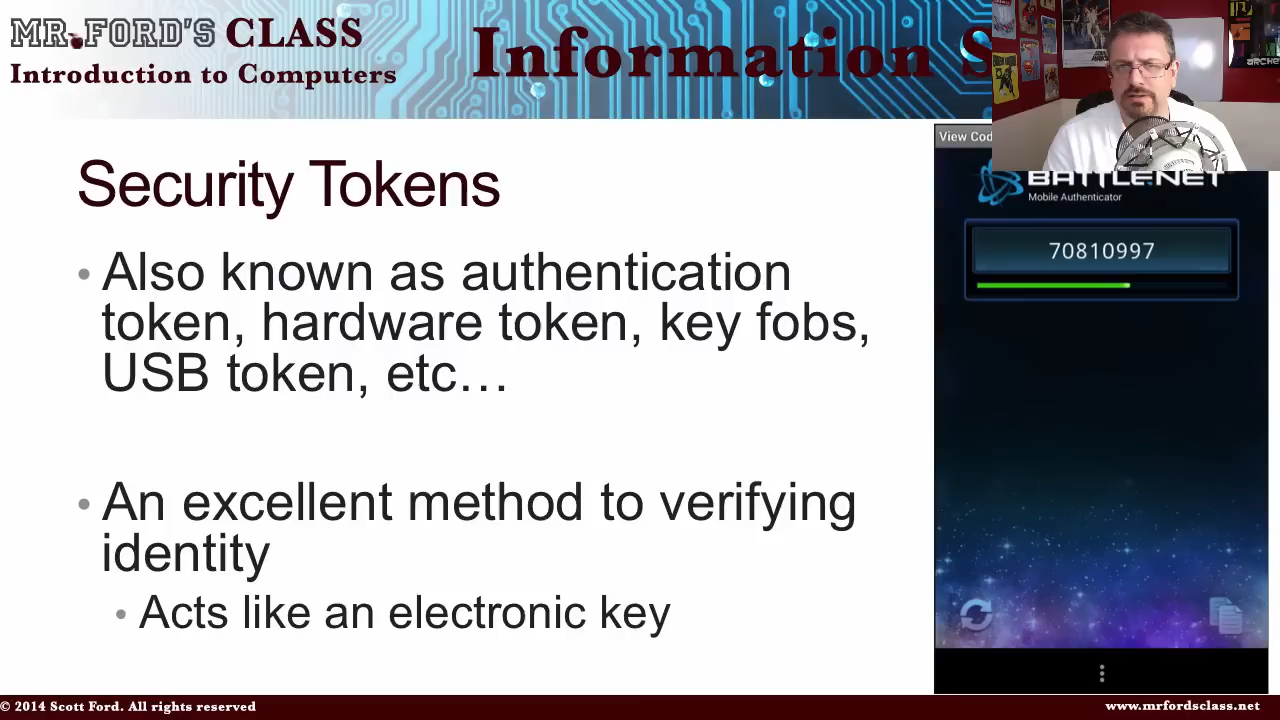 MR. FORD'S CLASS
Introduction to Computers
Information S
ARCHE
View Cod
BATTLE.NET
Mobile Authenticator
70810997
Security Tokens
• Also known as authentication
token, hardware token, key fobs,
USB token, etc…
• An excellent method to verifying
identity
• Acts like an electronic key
© 2014 Scott Ford. All rights reserved
www.mrfordsclass.net